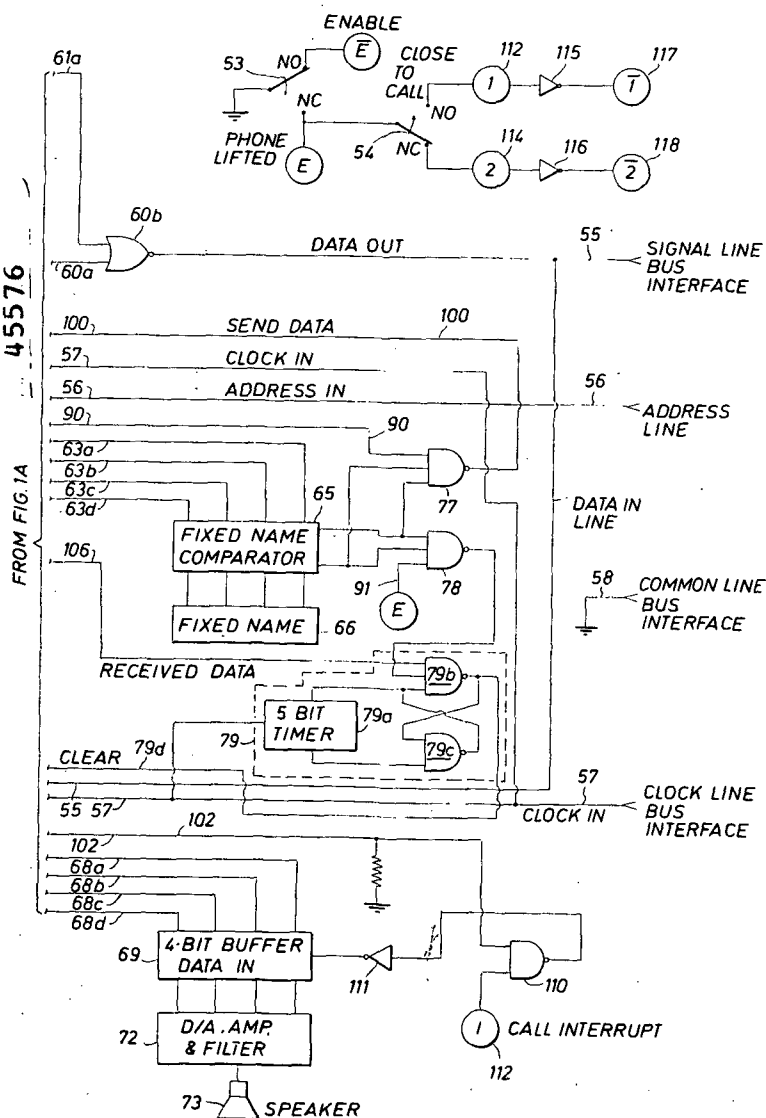 ENABLE
61a
E
112
115
117
CLOSE
TO
CALL
53
NO
1
1
NC
NO
PHONE
LIFTED
54
NC
114
116
118
E
2
2
60b
DATA OUT
55
SIGNAL LINE
BUS
INTERFACE
60a
45576
100
SEND DATA
100
57
CLOCK IN
56
ADDRESS IN
56
ADDRESS
LINE
90
90
63a
63b
63c
63d
65
77
DATA IN
LINE
FROM FIG. 1A
FIXED NAME
COMPARATOR
106
91
78
58
COMMON LINE
BUS
INTERFACE
FIXED NAME
66
E
RECEIVED DATA
79b
5 BIT
TIMER
79a
79
79c
CLEAR
79d
55
57
57
CLOCK IN
CLOCK LINE
BUS
INTERFACE
102
102
68a
68b
68c
68d
69
4-BIT BUFFER
DATA IN
111
110
72
D/A. AMP.
& FILTER
1
CALL INTERRUPT
112
73
SPEAKER